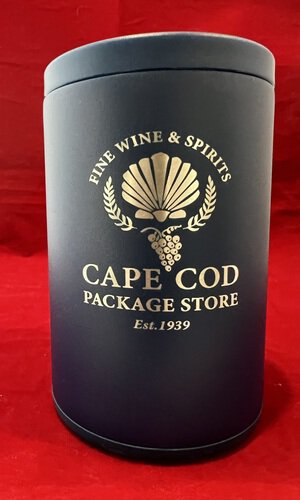 FINE WINE & SPIRITS
CAPE COD
PACKAGE STORE
Est.1939